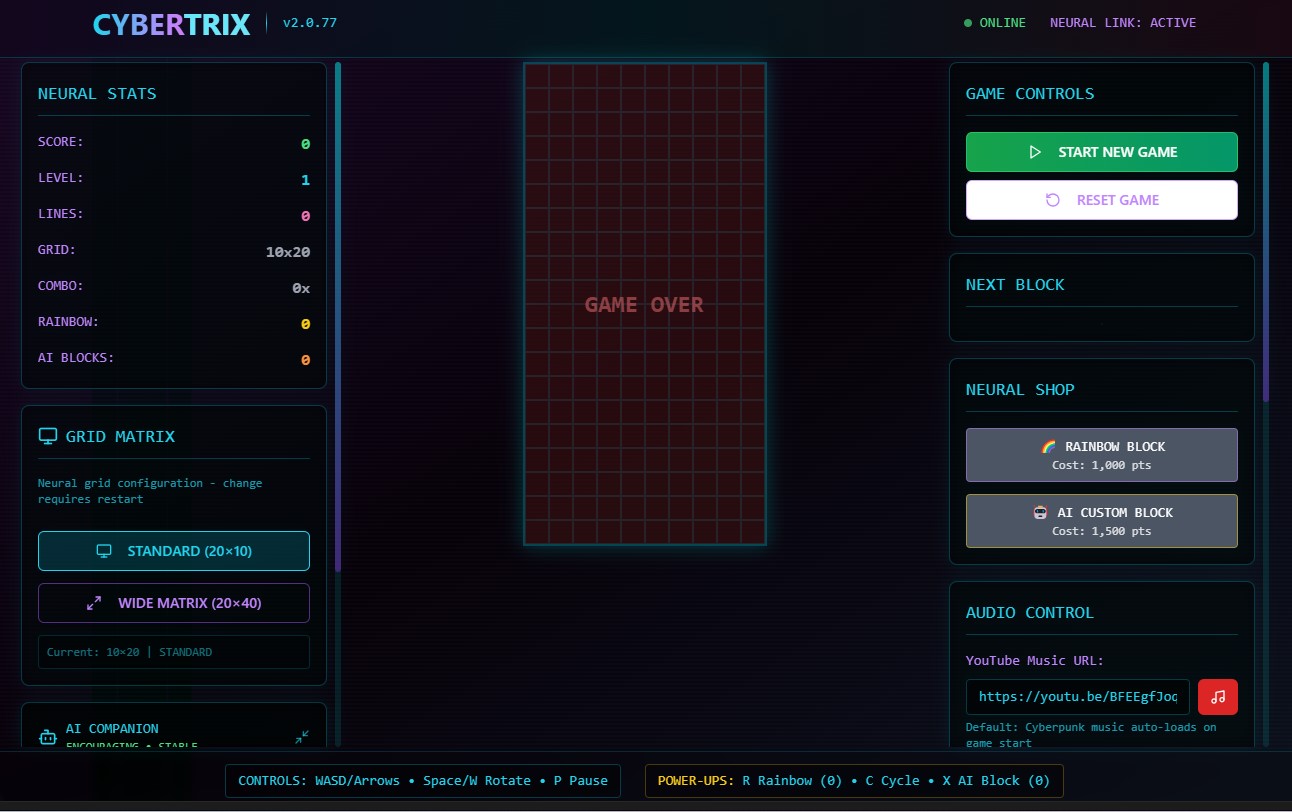 CYBERTRIX
v2.0.77
ONLINE
NEURAL LINK: ACTIVE
NEURAL STATS
SCORE:
0
LEVEL:
1
LINES:
0
GRID:
10x20
COMBO:
0x
RAINBOW:
0
AI BLOCKS:
0
GRID MATRIX
Neural grid configuration - change
requires restart
STANDARD (20×10)
WIDE MATRIX (20×40)
Current: 10×20 | STANDARD
AI COMPANION
ENCOURAGING • STABLE
GAME OVER
GAME CONTROLS
START NEW GAME
RESET GAME
NEXT BLOCK
NEURAL SHOP
RAINBOW BLOCK
Cost: 1,000 pts
AI CUSTOM BLOCK
Cost: 1,500 pts
AUDIO CONTROL
YouTube Music URL:
https://youtu.be/BFEEgfJoq
Default: Cyberpunk music auto-loads on
game start
CONTROLS: WASD/Arrows • Space/W Rotate • P Pause
POWER-UPS: R Rainbow (0) • C Cycle • X AI Block (0)